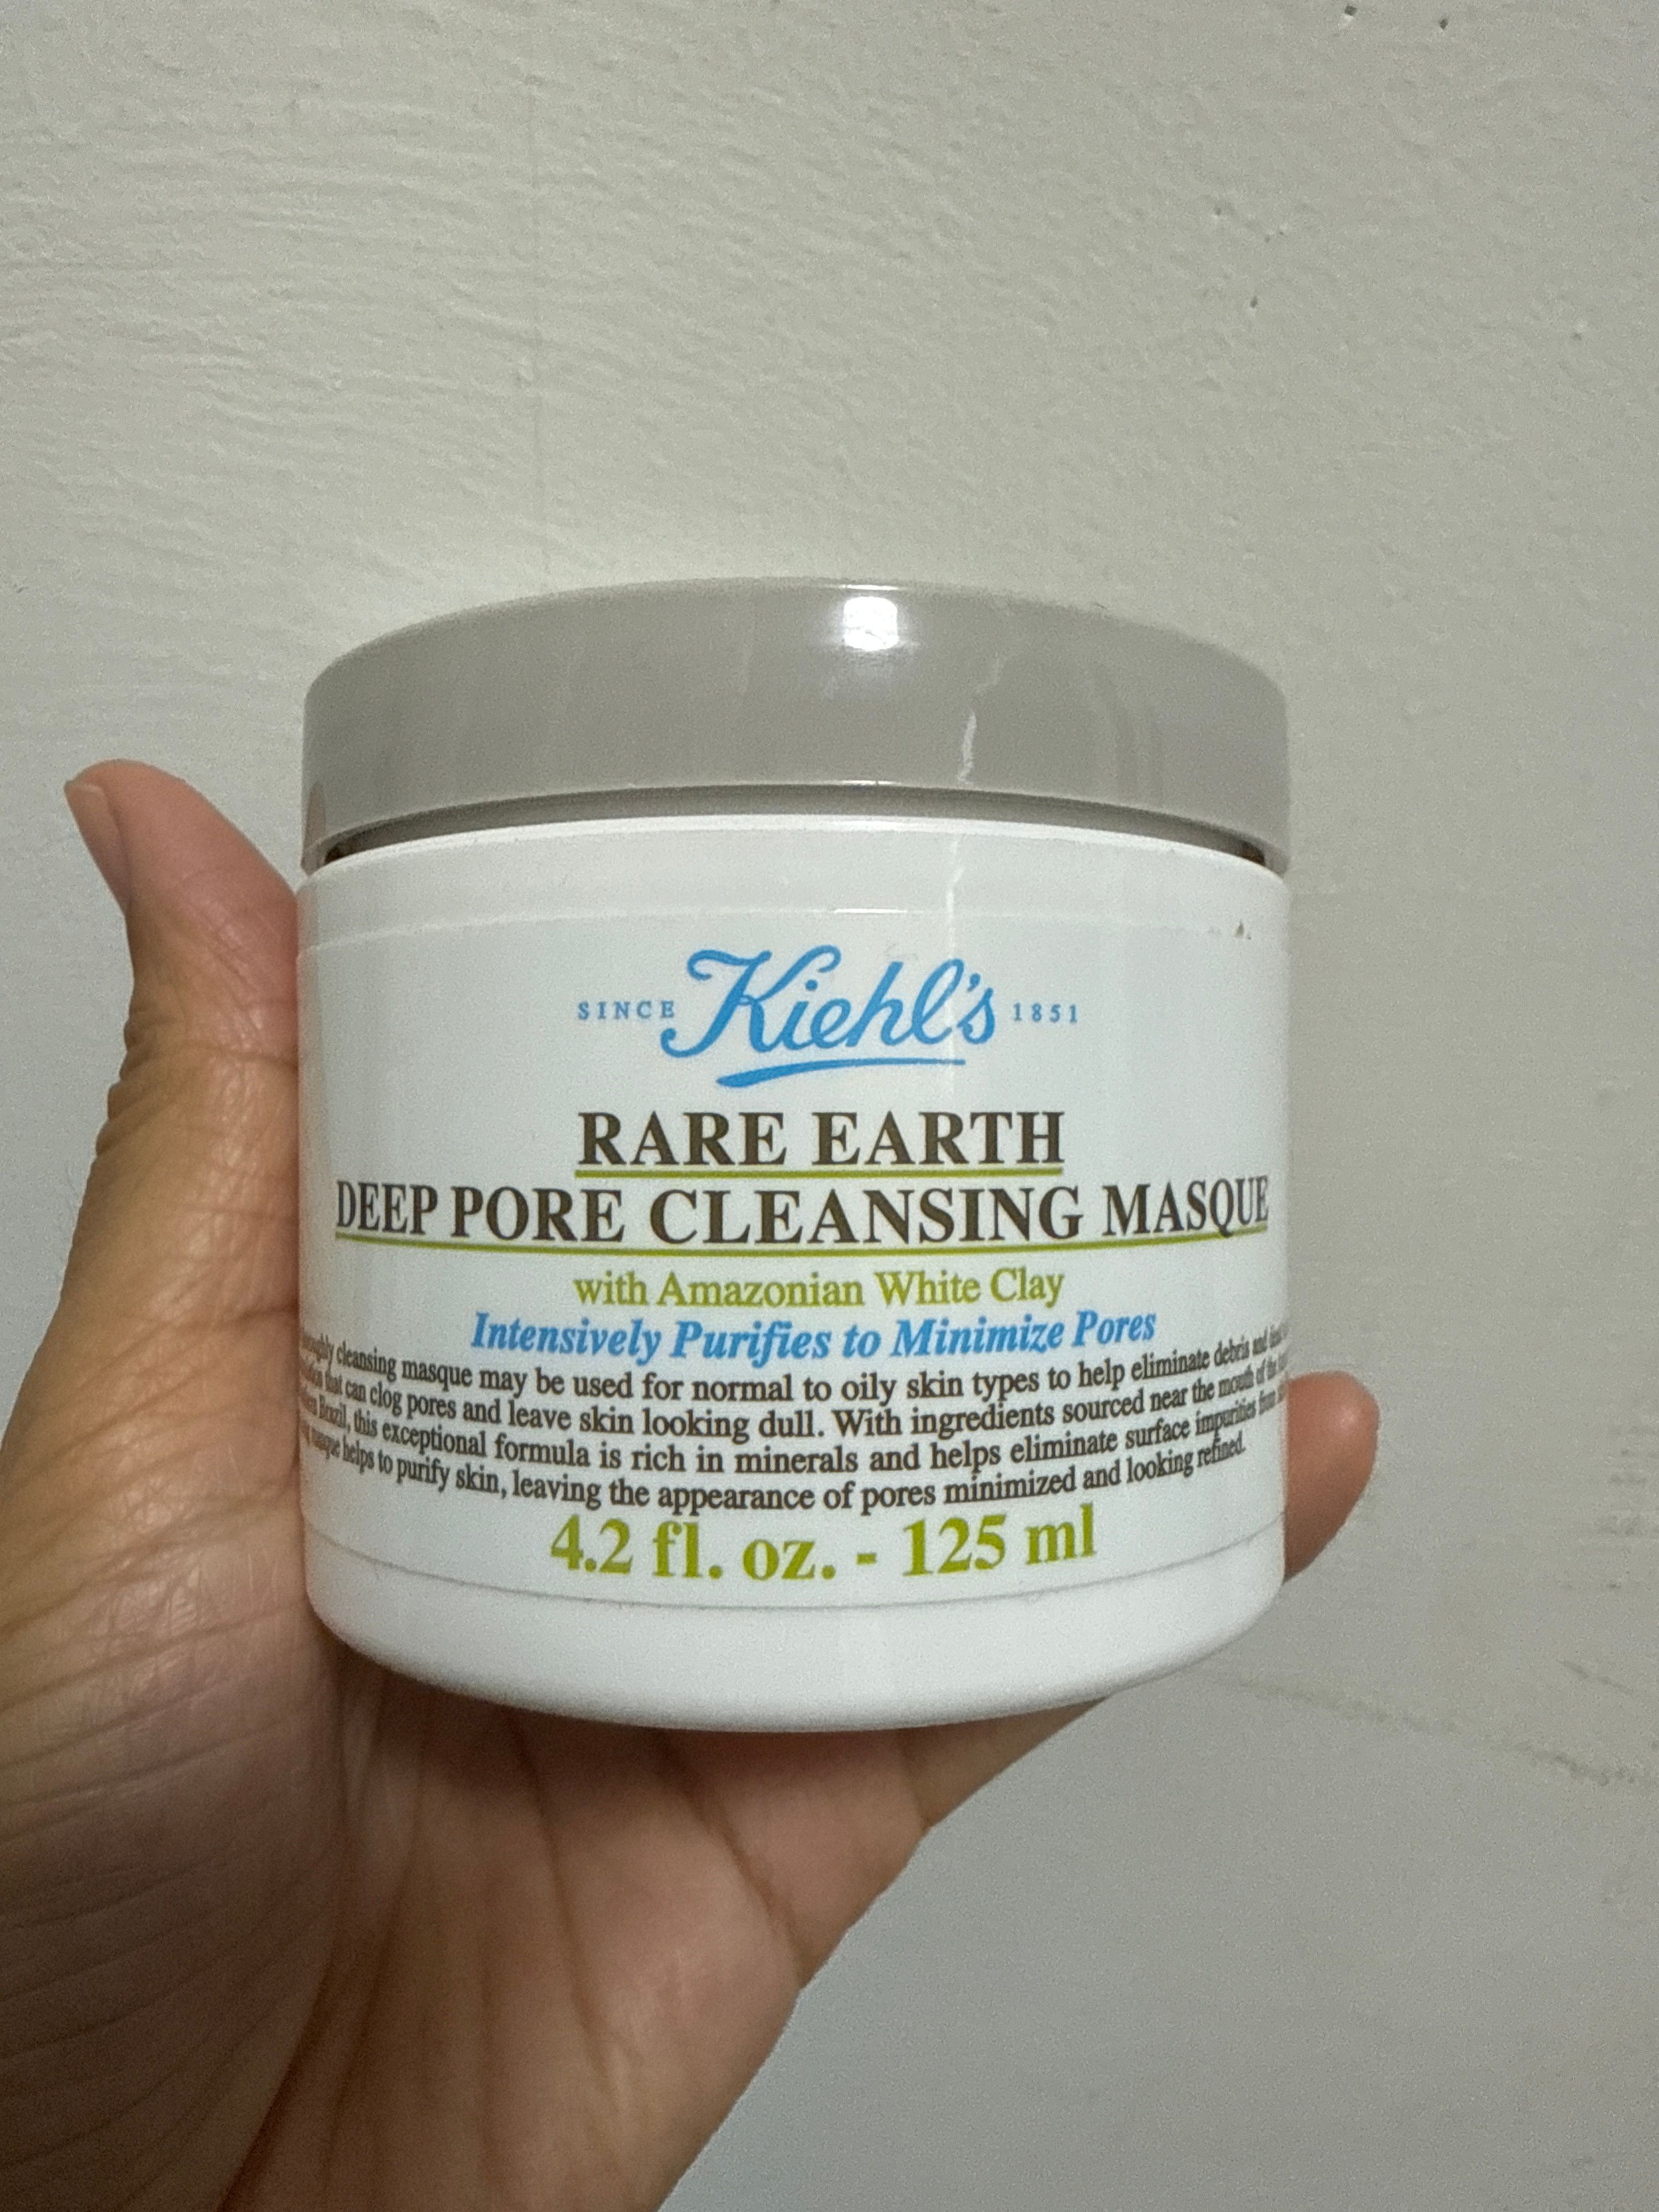 SINCE Kiehl's 1851
RARE EARTH
DEEP PORE CLEANSING MASQUE
with Amazonian White Clay
Intensively Purifies to Minimize Pores
cleansing masque may be used for normal to oily skin types to help eliminate debris and
that can clog pores and leave skin looking dull. With ingredients sourced near the mouth of the
Brazil, this exceptional formula is rich in minerals and helps eliminate surface impurities from
masque helps to purify skin, leaving the appearance of pores minimized and looking refined.
4.2 fl. oz. - 125 ml